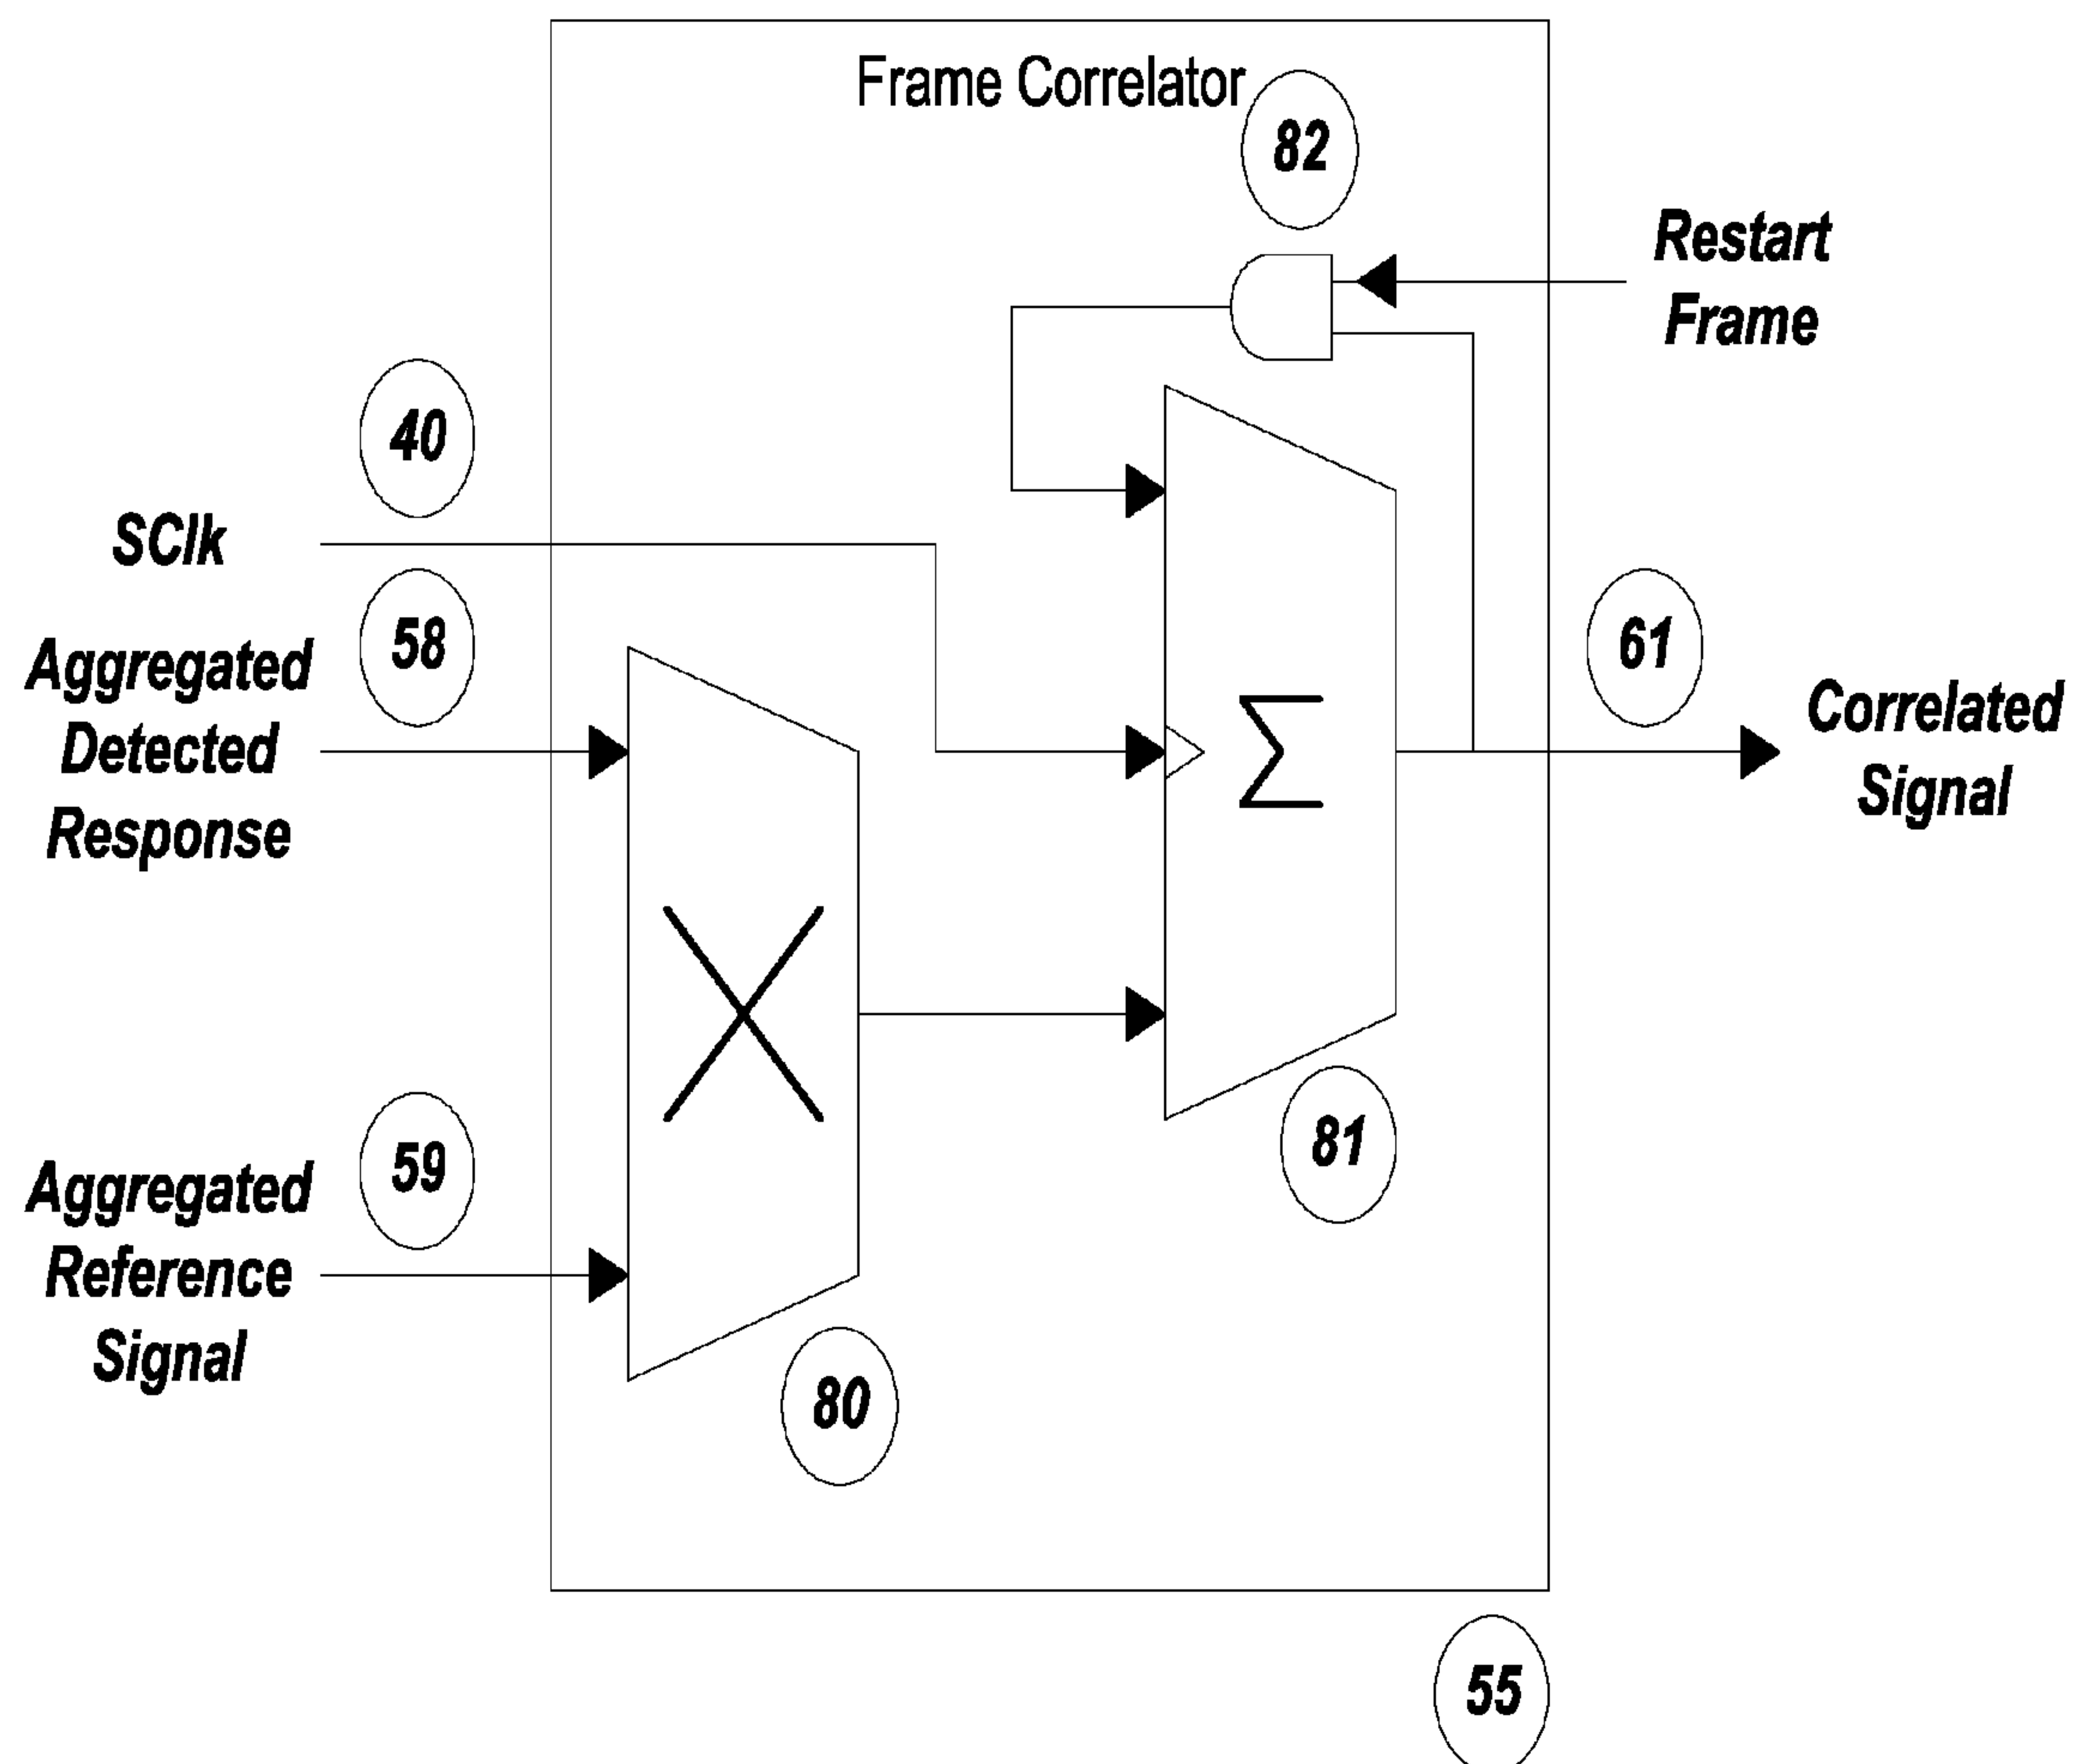 Frame Correlator
82
Restart
Frame
40
SClk
58
Aggregated
Detected
Response
61
Correlated
Signal
∑
81
59
Aggregated
Reference
Signal
80
55